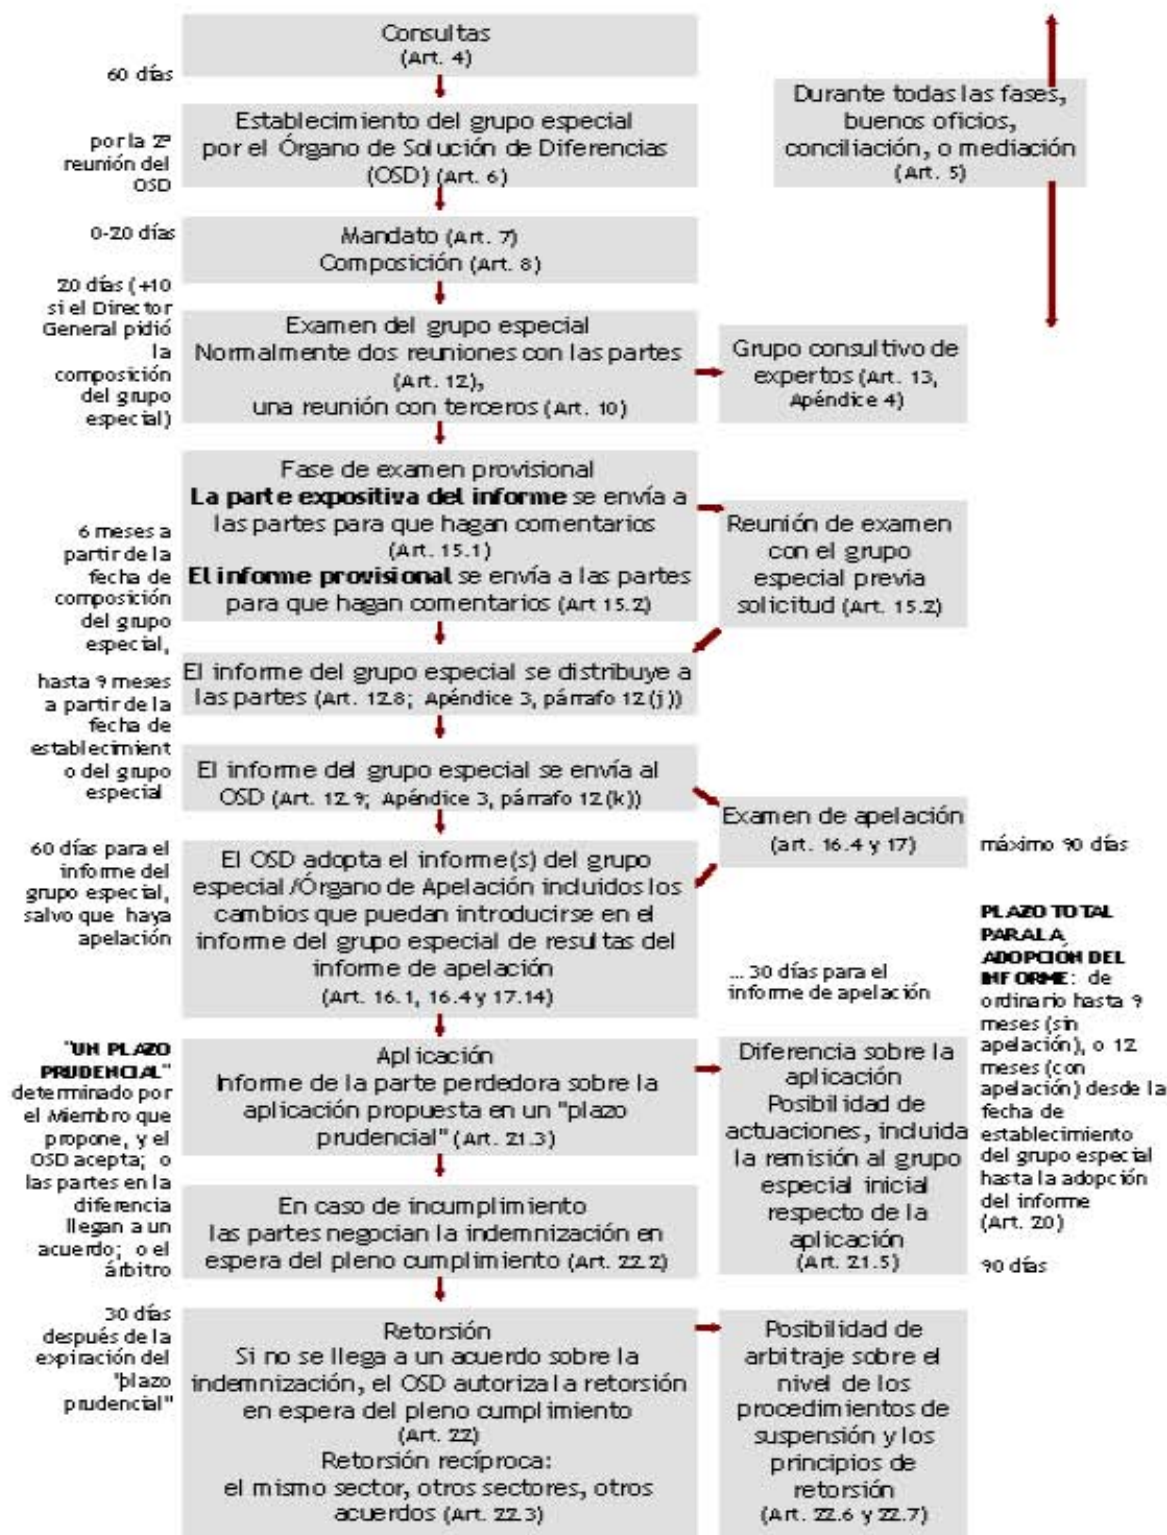 Consultas
(Art. 4)
60 días
Durante todas las fases,
buenos oficios,
conciliación, o mediación
(Art. 5)
por la 2ª
reunión del
OSD
Establecimiento del grupo especial
por el Órgano de Solución de Diferencias
(OSD) (Art. 6)
0-20 días
Mandato (Art. 7)
Composición (Art. 8)
20 días (+10
si el Director
General pidió
la
composición
del grupo
especial)
Examen del grupo especial
Normalmente dos reuniones con las partes
(Art. 12),
una reunión con terceros (Art. 10)
Grupo consultivo de
expertos (Art. 13,
Apéndice 4)
Fase de examen provisional
La parte expositiva del informe se envía a
las partes para que hagan comentarios
(Art. 15.1)
El informe provisional se envía a las partes
para que hagan comentarios (Art 15.2)
Reunión de examen
con el grupo
especial previa
solicitud (Art. 15.2)
6 meses a
partir de la
fecha de
composición
del grupo
especial,
hasta 9 meses
a partir de la
fecha de
establecimient
o del grupo
especial
El informe del grupo especial se distribuye a
las partes (Art. 12.8; Apéndice 3, párrafo 12(j))
El informe del grupo especial se envía al
OSD (Art. 12.9; Apéndice 3, párrafo 12(k))
Examen de apelación
(art. 16.4 y 17)
máximo 90 días
60 días para el
informe del
grupo especial,
salvo que haya
apelación
El OSD adopta el informe(s) del grupo
especial/Órgano de Apelación incluidos los
cambios que puedan introducirse en el
informe del grupo especial de resultas del
informe de apelación
(Art. 16.1, 16.4 y 17.14)
... 30 días para el
informe de apelación
PLAZO TOTAL
PARA LA
ADOPCIÓN DEL
INFORME: de
ordinario hasta 9
meses (sin
apelación), o 12
meses (con
apelación) desde la
fecha de
establecimiento
del grupo especial
hasta la adopción
del informe
(Art. 20)
"UN PLAZO
PRUDENCIAL"
determinado por
el Miembro que
propone, y el
OSD acepta; o
las partes en la
diferencia
llegan a un
acuerdo; o el
árbitro
Aplicación
Informe de la parte perdedora sobre la
aplicación propuesta en un "plazo
prudencial" (Art. 21.3)
Diferencia sobre la
aplicación
Posibilidad de
actuaciones, incluida
la remisión al grupo
especial inicial
respecto de la
aplicación
(Art. 21.5)
90 días
En caso de incumplimiento
las partes negocian la indemnización en
espera del pleno cumplimiento (Art. 22.2)
30 días
después de la
expiración del
"plazo
prudencial"
Retorsión
Si no se llega a un acuerdo sobre la
indemnización, el OSD autoriza la retorsión
en espera del pleno cumplimiento
(Art. 22)
Retorsión recíproca:
el mismo sector, otros sectores, otros
acuerdos (Art. 22.3)
Posibilidad de
arbitraje sobre el
nivel de los
procedimientos de
suspensión y los
principios de
retorsión
(Art. 22.6 y 22.7)